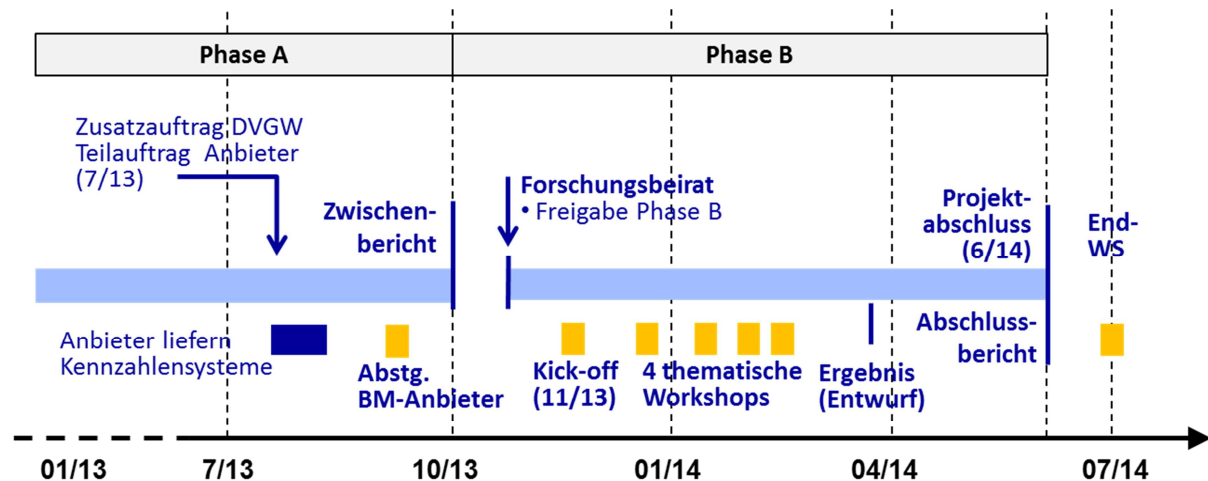 Phase A
Phase B
Zusatzauftrag DVGW
Teilauftrag Anbieter
(7/13)
Zwischen-
bericht
Forschungsbeirat
• Freigabe Phase B
Projekt-
abschluss
(6/14)
End-
WS
Anbieter liefern
Kennzahlensysteme
Abstg.
BM-Anbieter
Kick-off
(11/13)
4 thematische
Workshops
Ergebnis
(Entwurf)
Abschluss-
bericht
01/13
7/13
10/13
01/14
04/14
07/14